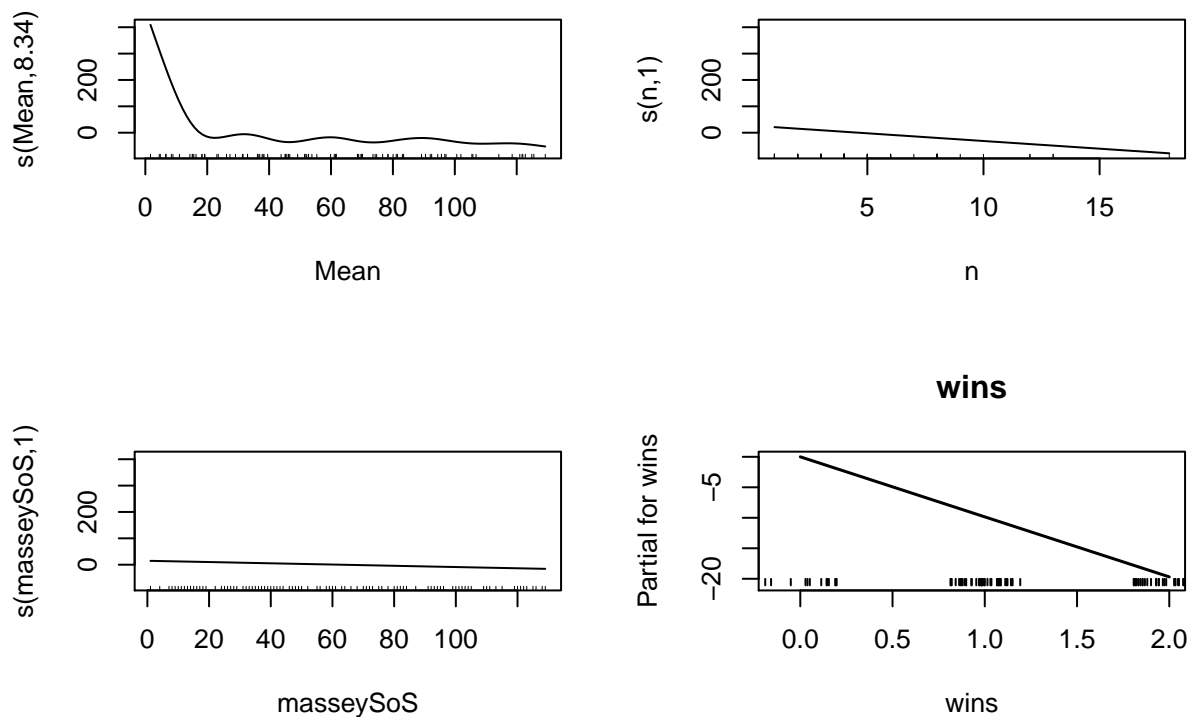 s(Mean,8.34)
200
0
0 20 40 60 80 100
Mean
s(n,1)
200
0
5 10 15
n
s(masseySoS,1)
200
0
0 20 40 60 80 100
masseySoS
wins
Partial for wins
−5
−20
0.0 0.5 1.0 1.5 2.0
wins